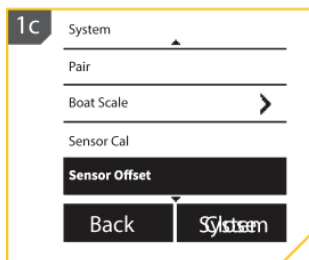 1c
System
Pair
Boat Scale
Sensor Cal
Sensor Offset
Back